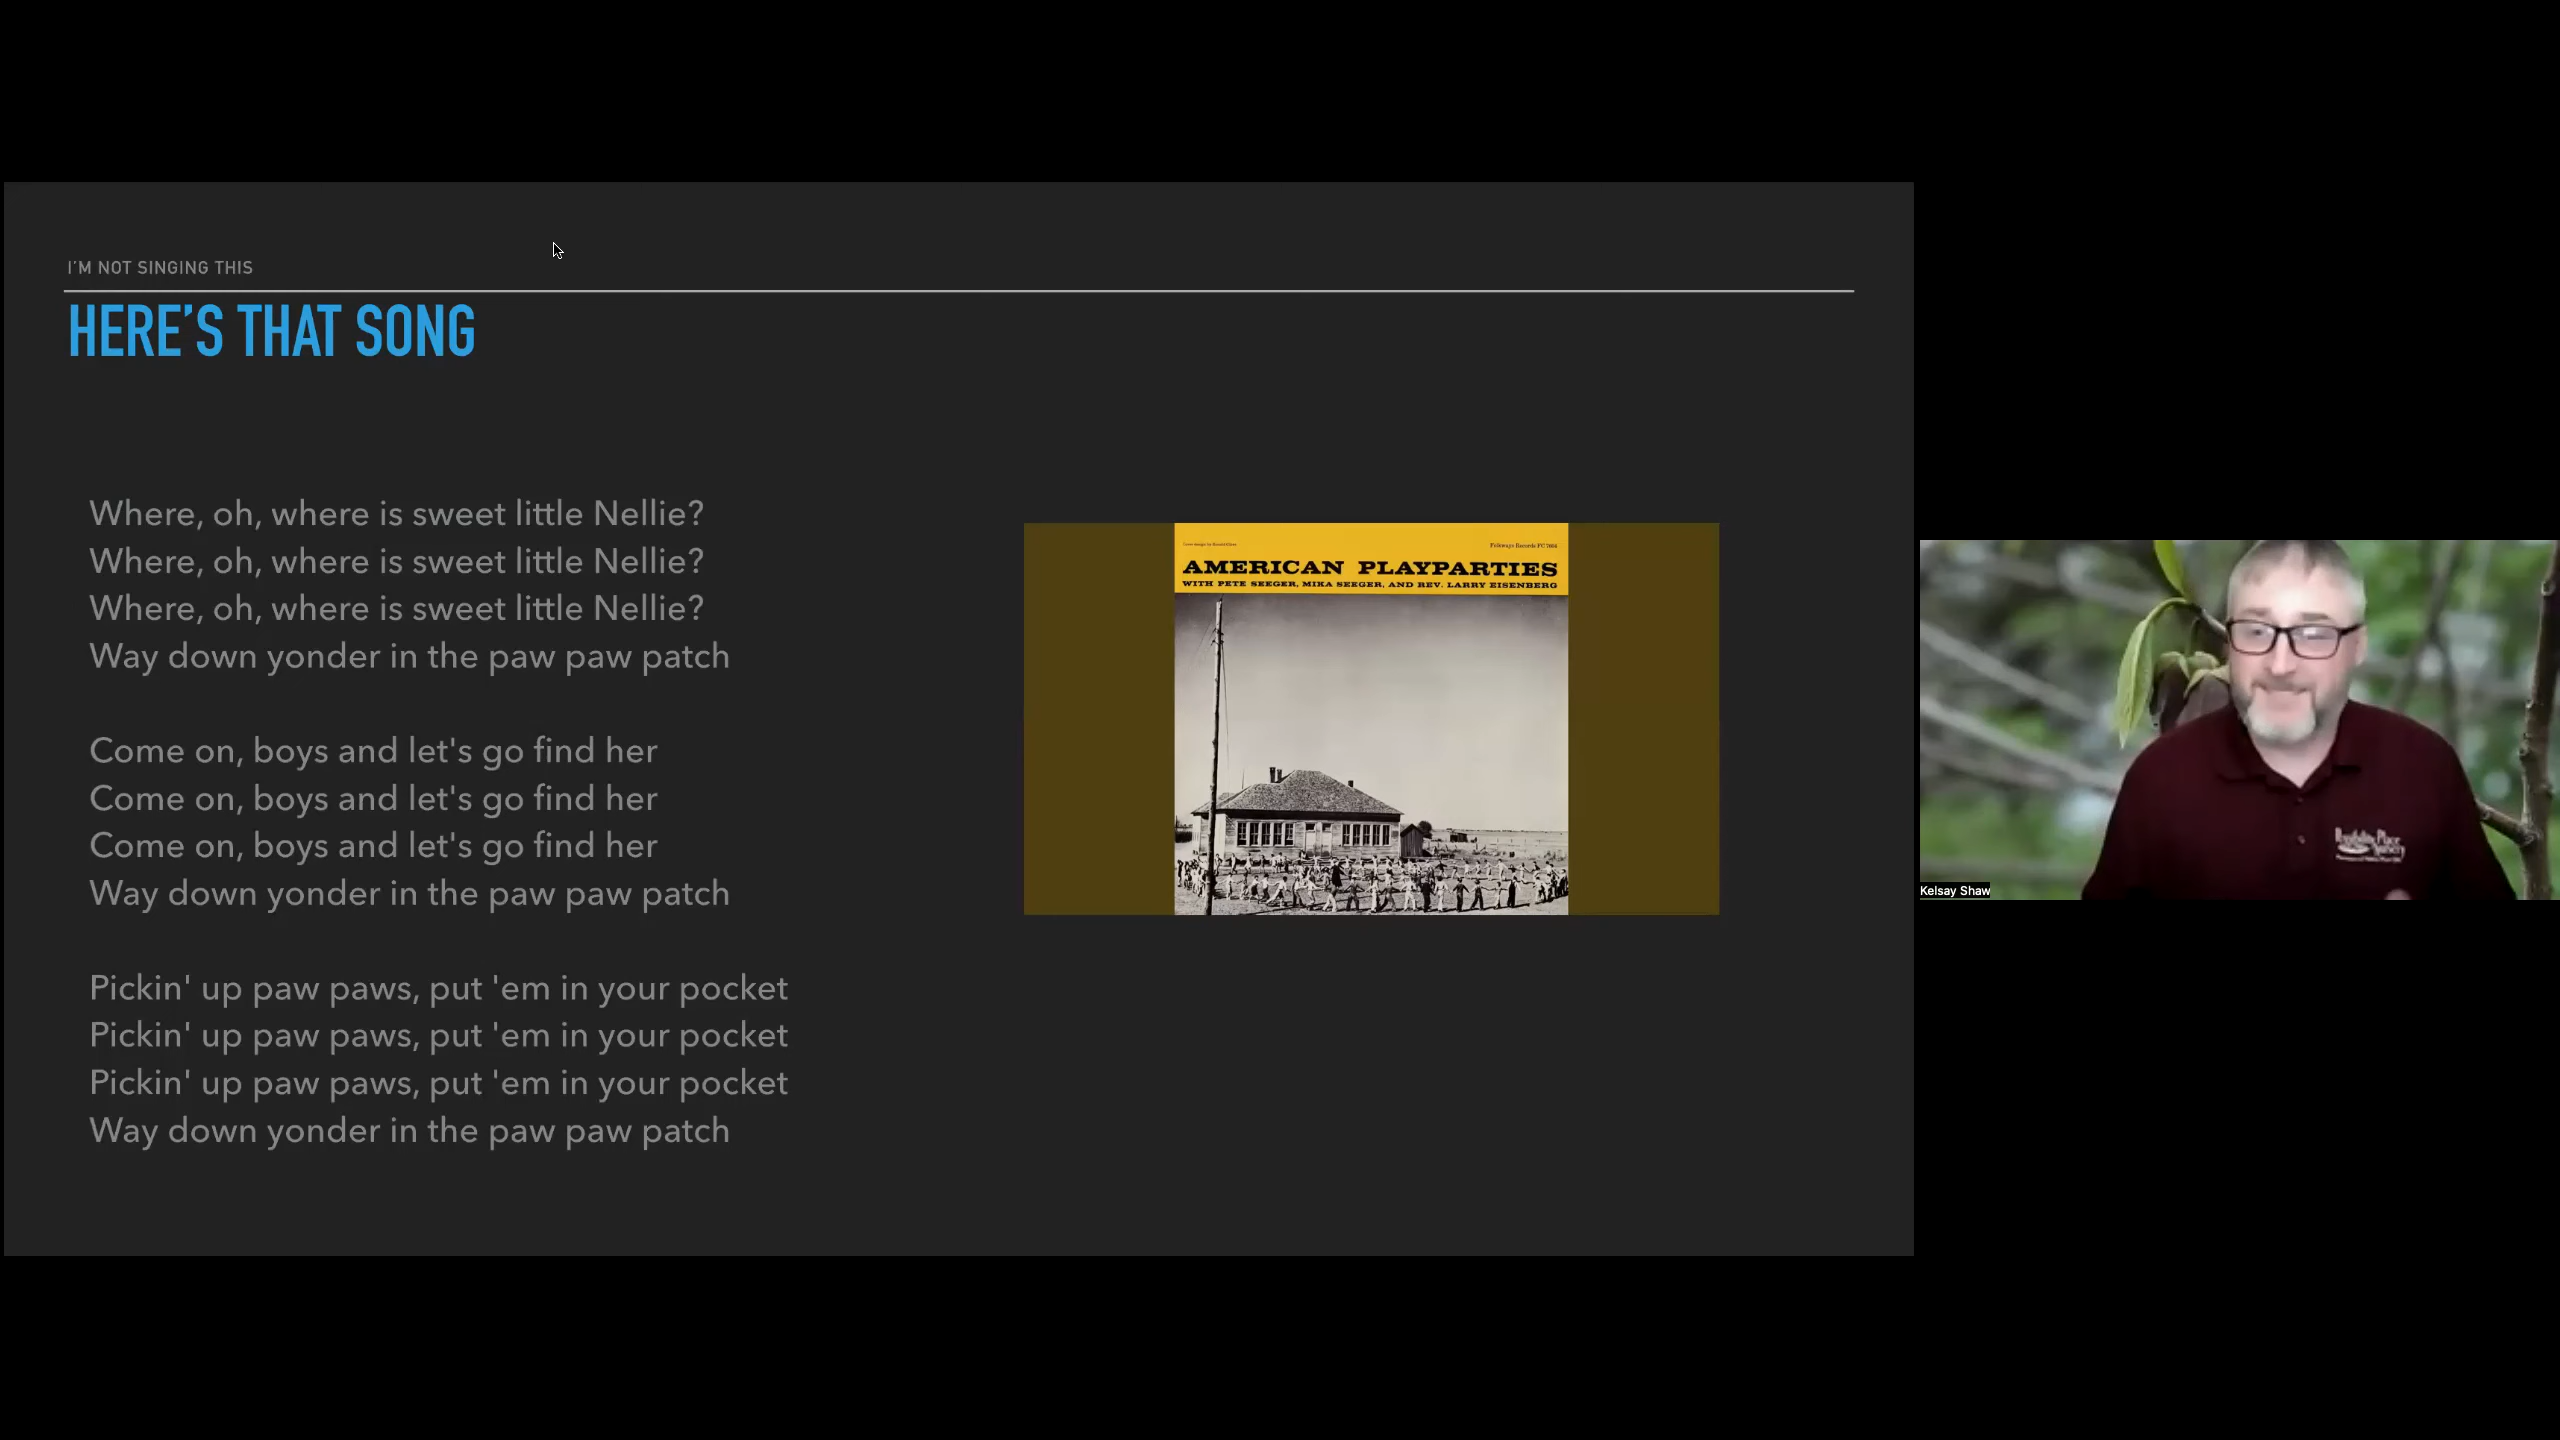 I'M NOT SINGING THIS
HERE'S THAT SONG
Where, oh, where is sweet little Nellie?
Where, oh, where is sweet little Nellie?
Where, oh, where is sweet little Nellie?
Way down yonder in the paw paw patch
Come on, boys and let's go find her
Come on, boys and let's go find her
Come on, boys and let's go find her
Way down yonder in the paw paw patch
Pickin' up paw paws, put 'em in your pocket
Pickin' up paw paws, put 'em in your pocket
Pickin' up paw paws, put 'em in your pocket
Way down yonder in the paw paw patch
Folkways Records FC
AMERICAN PLAYPARTIES
WITH PETE SEEGER, MIKA SEEGER, AND REV. LARRY EISENBERG
Kelsay Shaw
Place